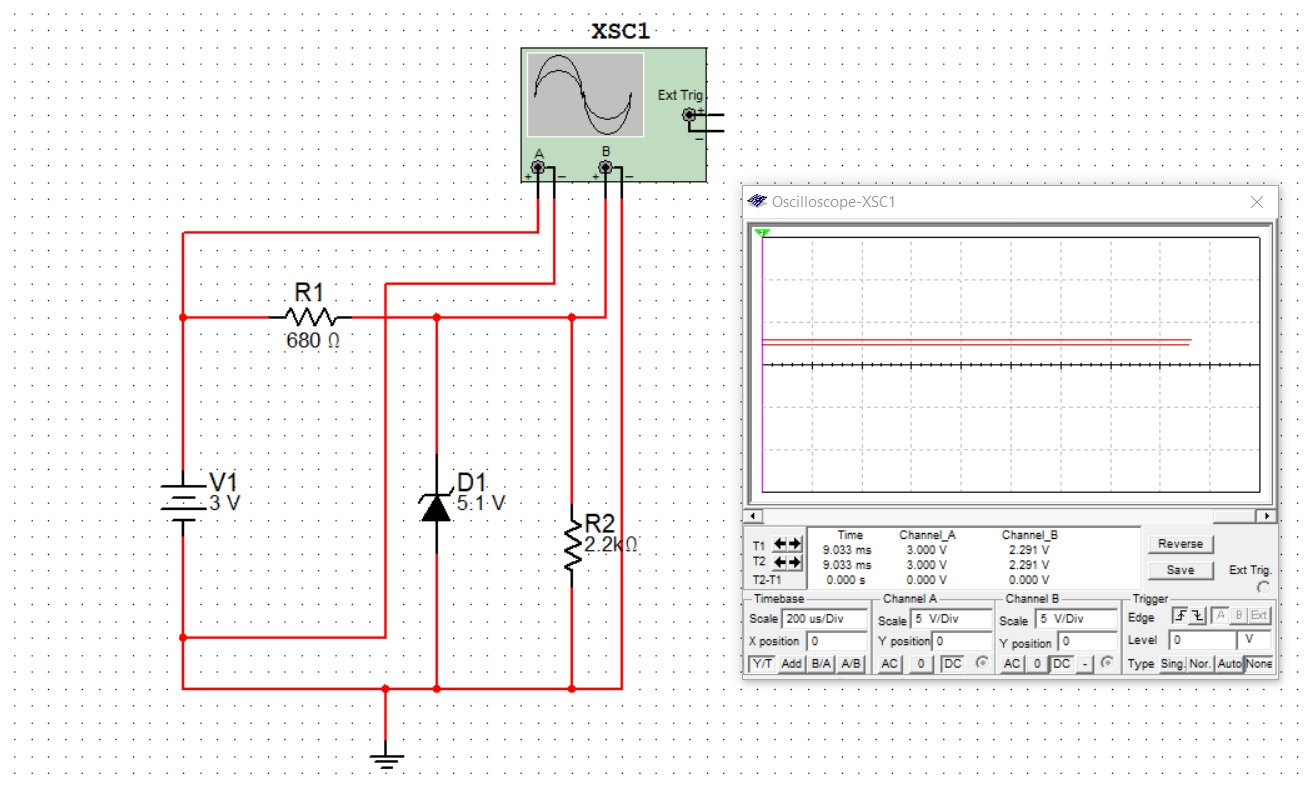 XSC1
Ext Trig
+
−
A
B
+ − + −
R1
680 Ω
V1
3 V
D1
5.1 V
R2
2.2kΩ
Oscilloscope-XSC1
Time Channel_A Channel_B
T1 9.033 ms 3.000 V 2.291 V
T2 9.033 ms 3.000 V 2.291 V
T2-T1 0.000 s 0.000 V 0.000 V
Reverse
Save
Ext Trig.
Timebase
Scale 200 us/Div
X position 0
Y/T Add B/A A/B
Channel A
Scale 5 V/Div
Y position 0
AC 0 DC
Channel B
Scale 5 V/Div
Y position 0
AC 0 DC -
Trigger
Edge A B Ext
Level 0 V
Type Sing. Nor. Auto None